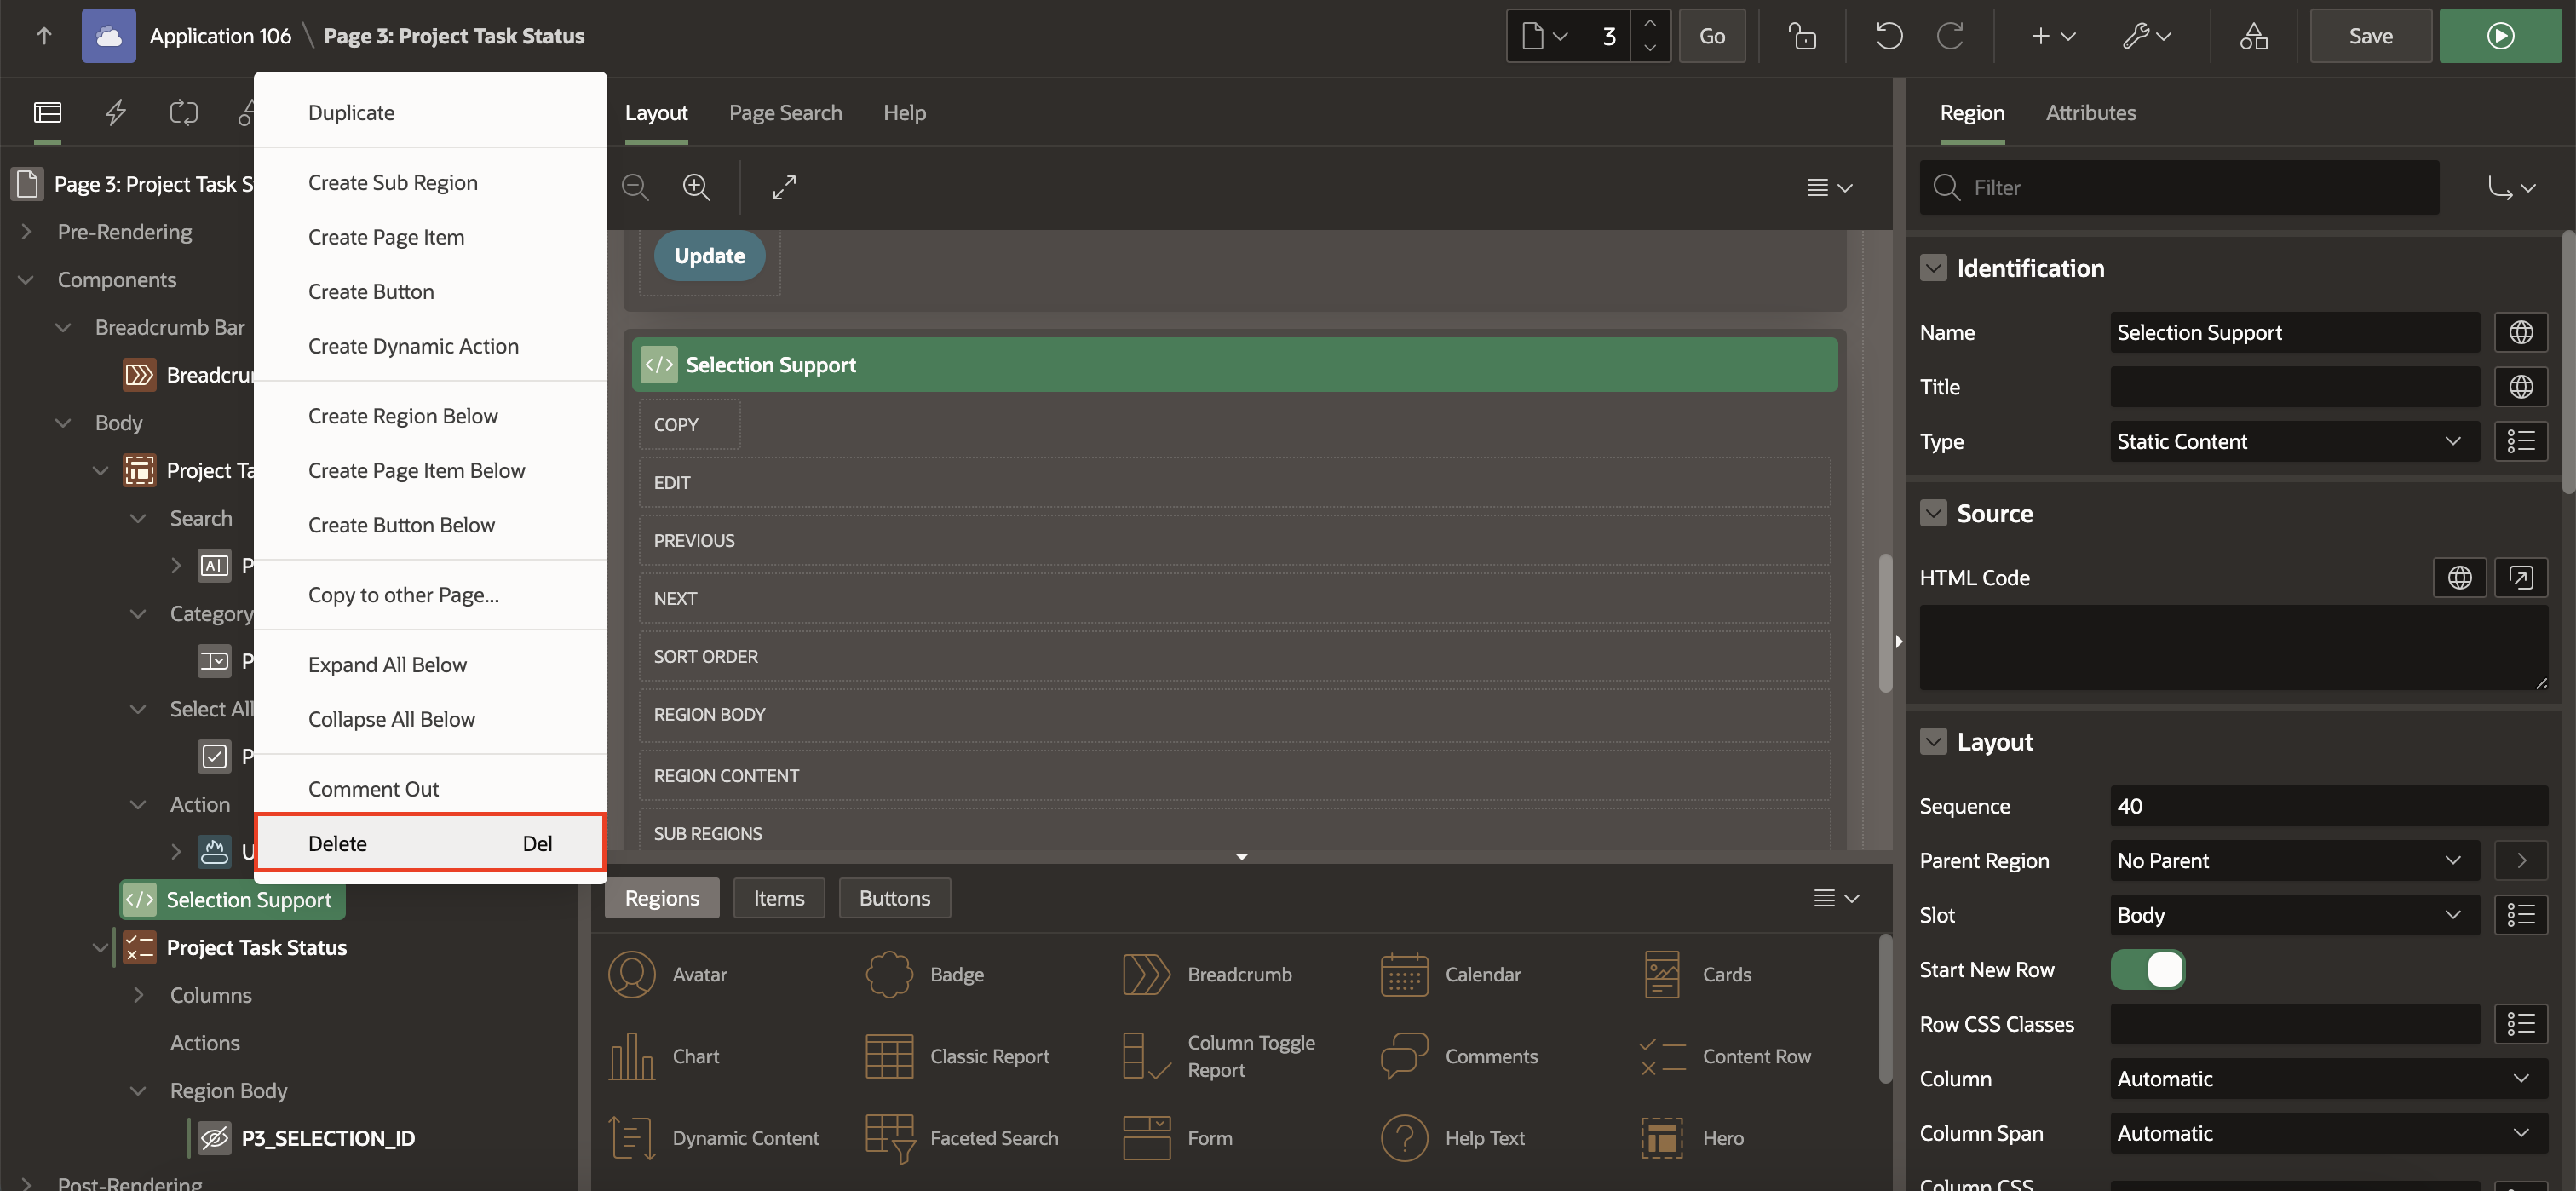 Application 106 \ Page 3: Project Task Status
3
Go
Save
Layout
Page Search
Help
Region
Attributes
Page 3: Project Task S
Pre-Rendering
Components
Breadcrumb Bar
Breadcru
Body
Project Ta
Search
P
Category
P
Select All
P
Action
U
Selection Support
Project Task Status
Columns
Actions
Region Body
P3_SELECTION_ID
Post-Rendering
Duplicate
Create Sub Region
Create Page Item
Create Button
Create Dynamic Action
Create Region Below
Create Page Item Below
Create Button Below
Copy to other Page...
Expand All Below
Collapse All Below
Comment Out
Delete Del
Update
Selection Support
COPY
EDIT
PREVIOUS
NEXT
SORT ORDER
REGION BODY
REGION CONTENT
SUB REGIONS
Regions
Items
Buttons
Avatar
Badge
Breadcrumb
Calendar
Cards
Chart
Classic Report
Column Toggle
Report
Comments
Content Row
Dynamic Content
Faceted Search
Form
Help Text
Hero
Filter
Identification
Name Selection Support
Title
Type Static Content
Source
HTML Code
Layout
Sequence 40
Parent Region No Parent
Slot Body
Start New Row
Row CSS Classes
Column Automatic
Column Span Automatic
Column CSS